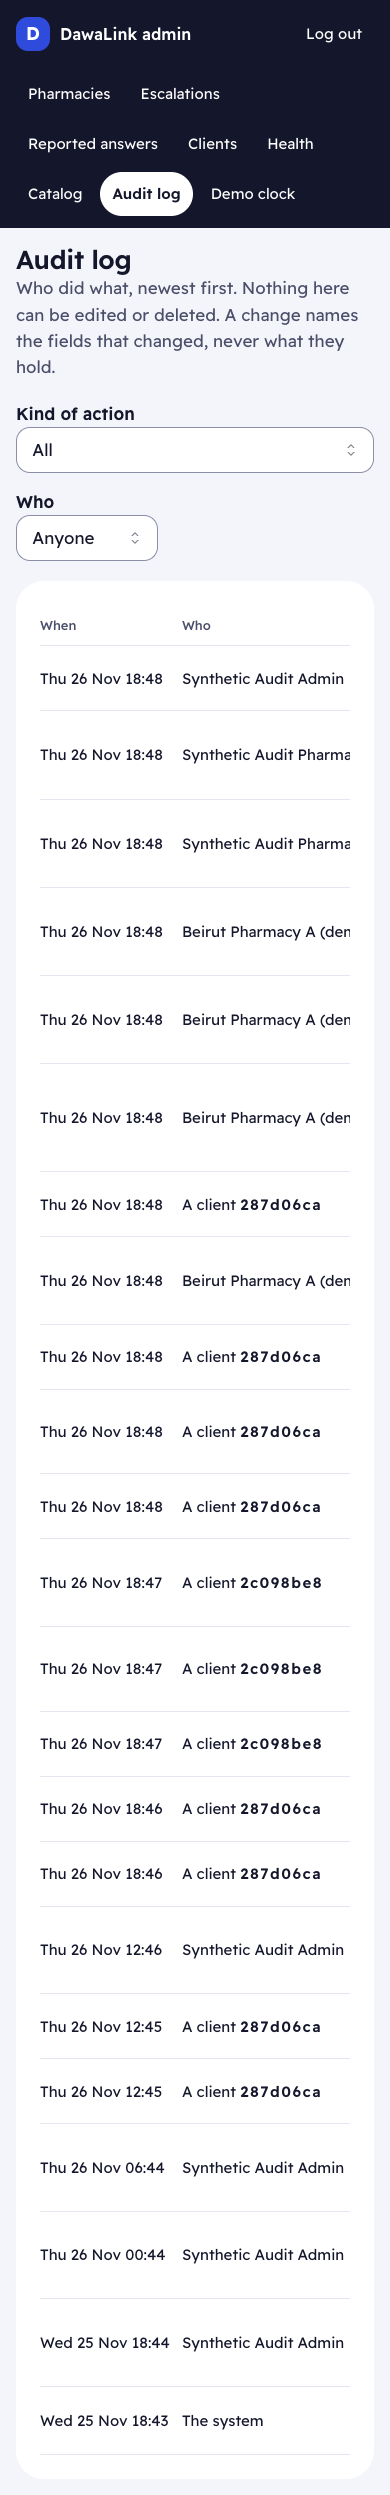 D DawaLink admin Log out
Pharmacies Escalations
Reported answers Clients Health
Catalog Audit log Demo clock
Audit log
Who did what, newest first. Nothing here
can be edited or deleted. A change names
the fields that changed, never what they
hold.
Kind of action
All
Who
Anyone
When Who
Thu 26 Nov 18:48 Synthetic Audit Admin
Thu 26 Nov 18:48 Synthetic Audit Pharma
Thu 26 Nov 18:48 Synthetic Audit Pharma
Thu 26 Nov 18:48 Beirut Pharmacy A (dem
Thu 26 Nov 18:48 Beirut Pharmacy A (dem
Thu 26 Nov 18:48 Beirut Pharmacy A (dem
Thu 26 Nov 18:48 A client 287d06ca
Thu 26 Nov 18:48 Beirut Pharmacy A (dem
Thu 26 Nov 18:48 A client 287d06ca
Thu 26 Nov 18:48 A client 287d06ca
Thu 26 Nov 18:48 A client 287d06ca
Thu 26 Nov 18:47 A client 2c098be8
Thu 26 Nov 18:47 A client 2c098be8
Thu 26 Nov 18:47 A client 2c098be8
Thu 26 Nov 18:46 A client 287d06ca
Thu 26 Nov 18:46 A client 287d06ca
Thu 26 Nov 12:46 Synthetic Audit Admin
Thu 26 Nov 12:45 A client 287d06ca
Thu 26 Nov 12:45 A client 287d06ca
Thu 26 Nov 06:44 Synthetic Audit Admin
Thu 26 Nov 00:44 Synthetic Audit Admin
Wed 25 Nov 18:44 Synthetic Audit Admin
Wed 25 Nov 18:43 The system